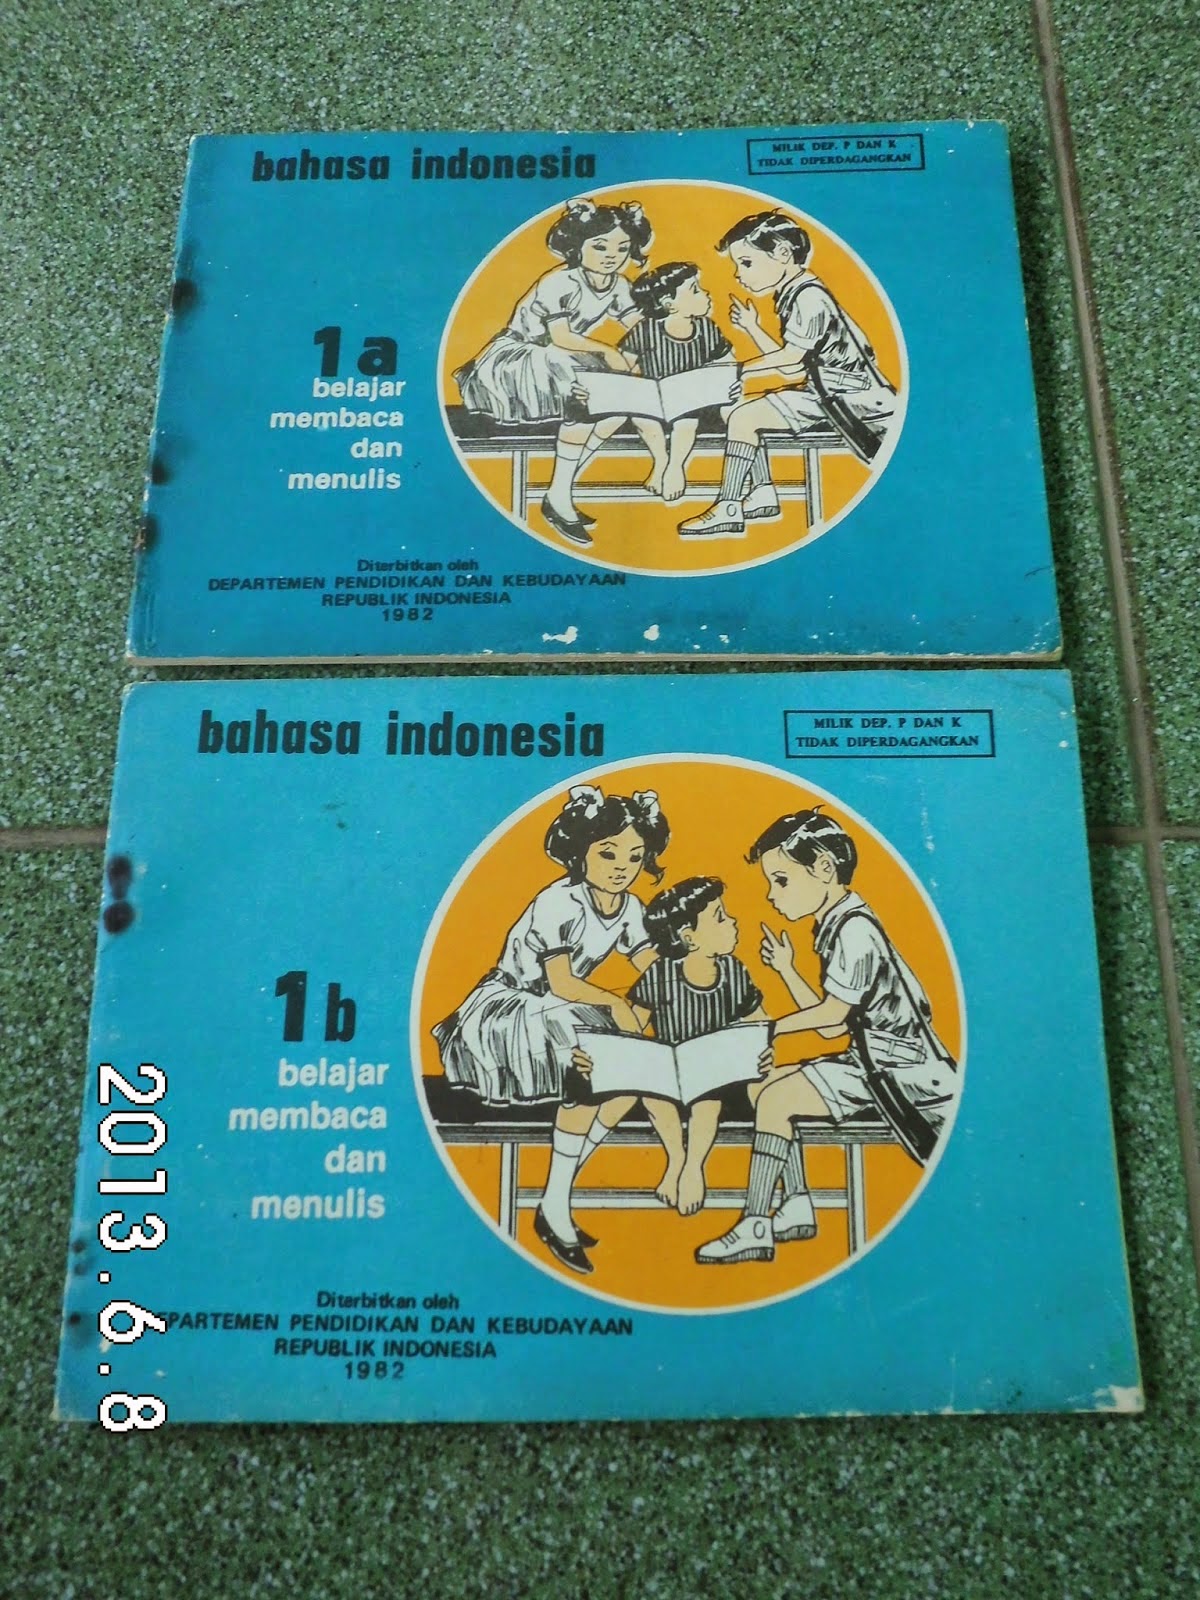 bahasa indonesia
MILIK DEP. P DAN K
TIDAK DIPERDAGANGKAN
1a
belajar
membaca
dan
menulis
Diterbitkan oleh
DEPARTEMEN PENDIDIKAN DAN KEBUDAYAAN
REPUBLIK INDONESIA
1982
bahasa indonesia
MILIK DEP. P DAN K
TIDAK DIPERDAGANGKAN
1b
belajar
membaca
dan
menulis
Diterbitkan oleh
EPARTEMEN PENDIDIKAN DAN KEBUDAYAAN
REPUBLIK INDONESIA
1982
2013.6.8